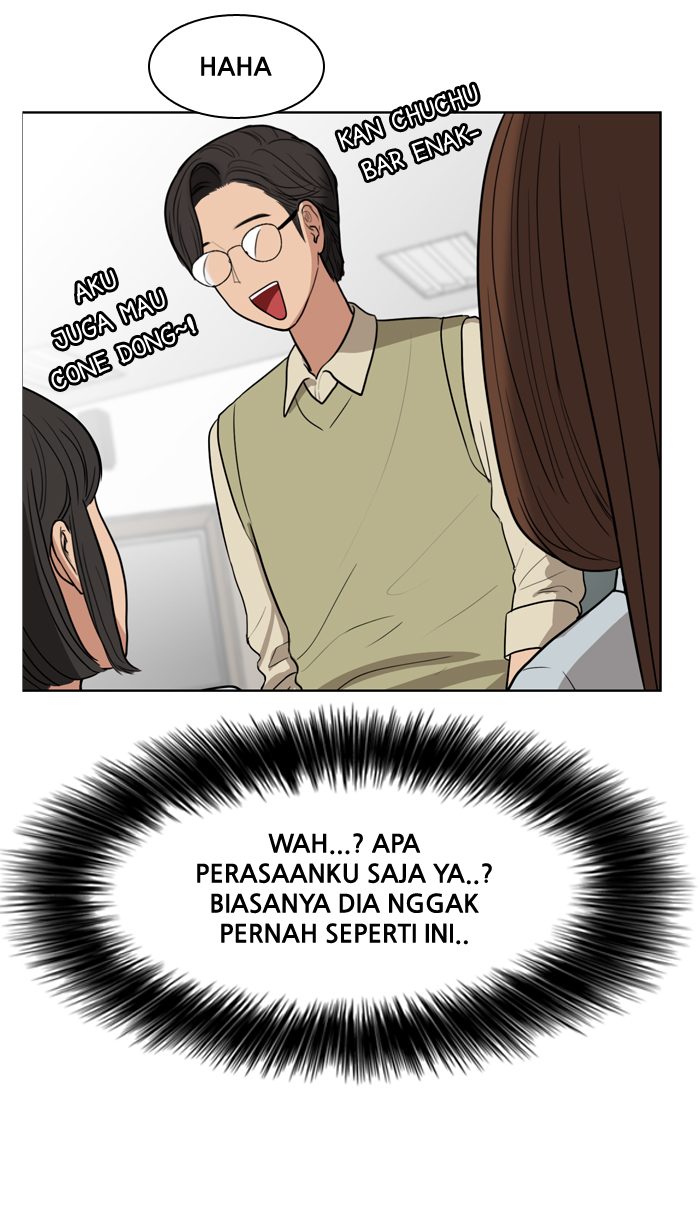 HAHA
KAN CHUCHU
BAR ENAK~
AKU
JUGA MAU
CONE DONG~!
WAH...? APA
PERASAANKU SAJA YA..?
BIASANYA DIA NGGAK
PERNAH SEPERTI INI..